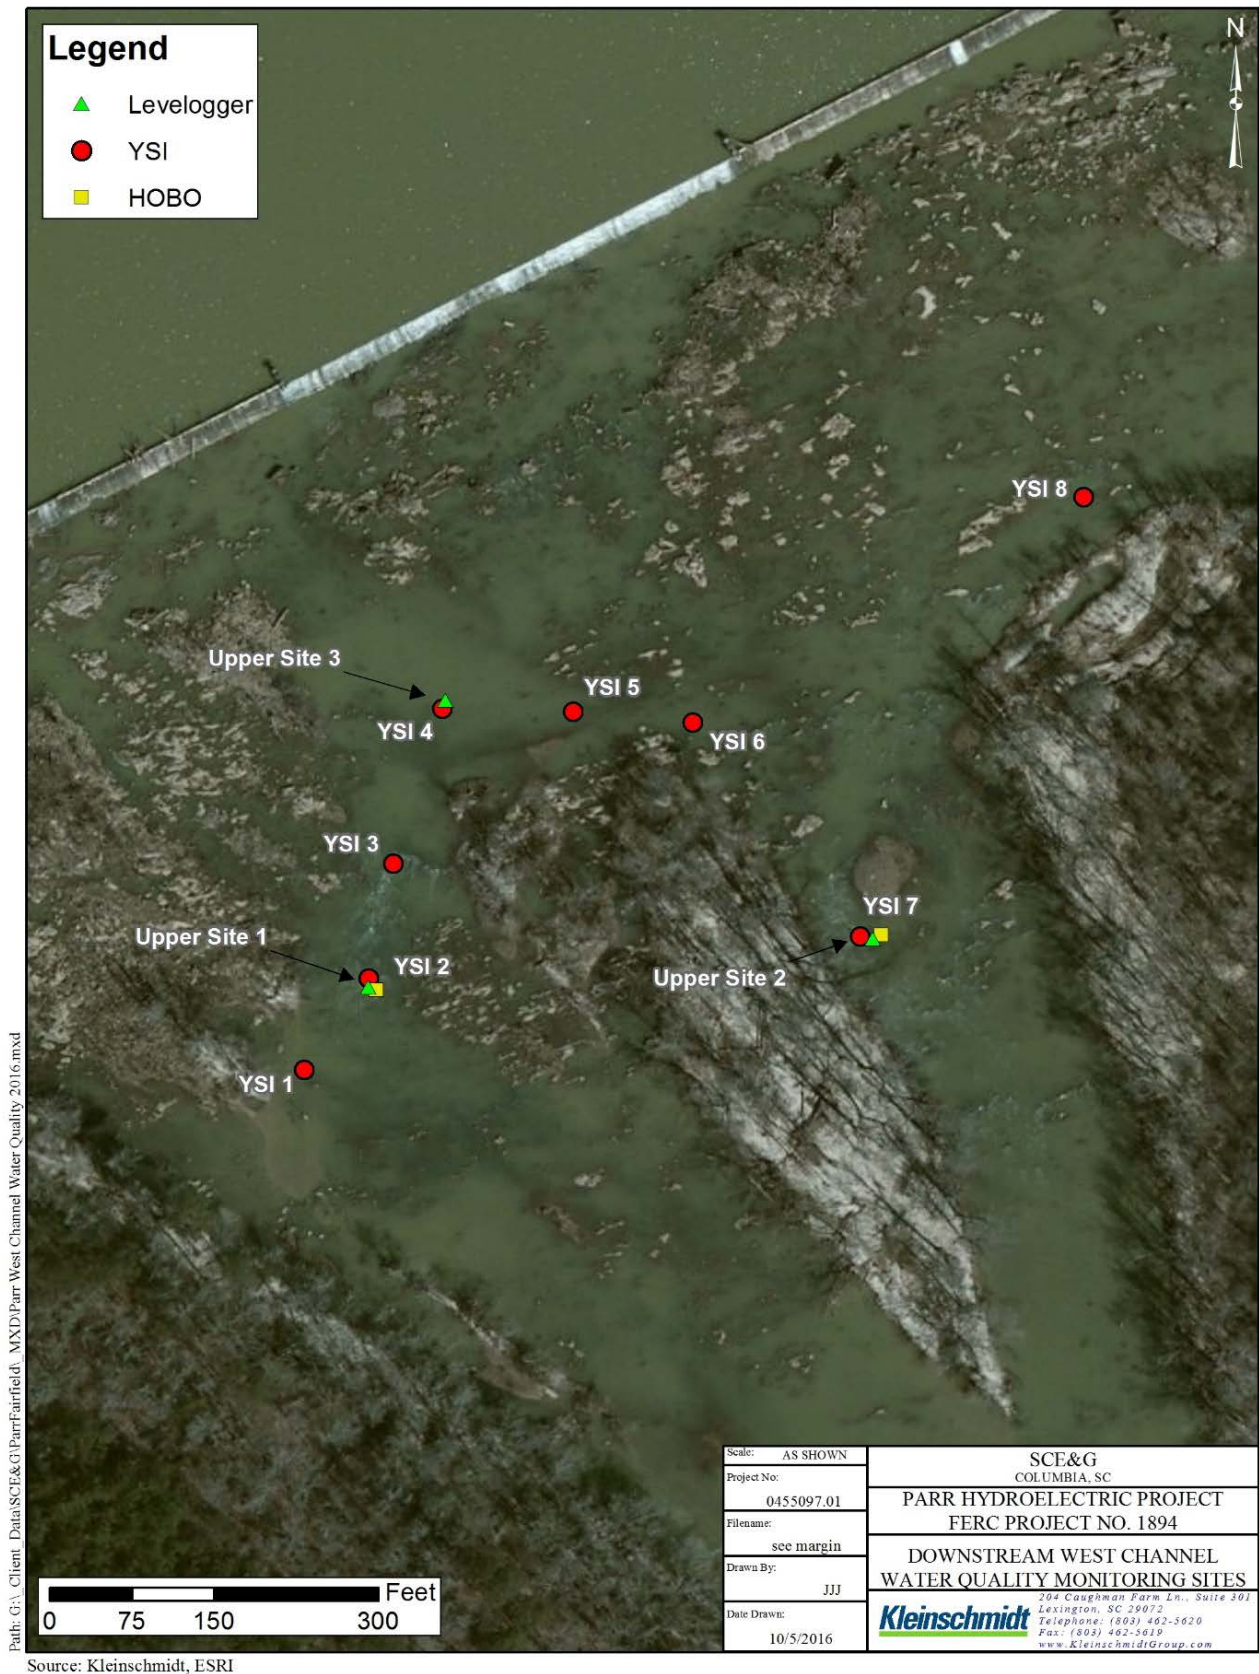 Legend
Levelogger
YSI
HOBO
N
YSI 8
Upper Site 3
YSI 5
YSI 4
YSI 6
YSI 3
YSI 7
Upper Site 1
YSI 2
Upper Site 2
YSI 1
Path: G:\_Client_Data\SCE&G\ParrFairfield\_MXD\Parr West Channel Water Quality 2016.mxd
Feet
0 75 150 300
Scale: AS SHOWN
Project No:
0455097.01
Filename:
see margin
Drawn By:
JJJ
Date Drawn:
10/5/2016
SCE&G
COLUMBIA, SC
PARR HYDROELECTRIC PROJECT
FERC PROJECT NO. 1894
DOWNSTREAM WEST CHANNEL
WATER QUALITY MONITORING SITES
Kleinschmidt
204 Caughman Farm Ln., Suite 301
Lexington, SC 29072
Telephone: (803) 462-5620
Fax: (803) 462-5619
www.KleinschmidtGroup.com
Source: Kleinschmidt, ESRI